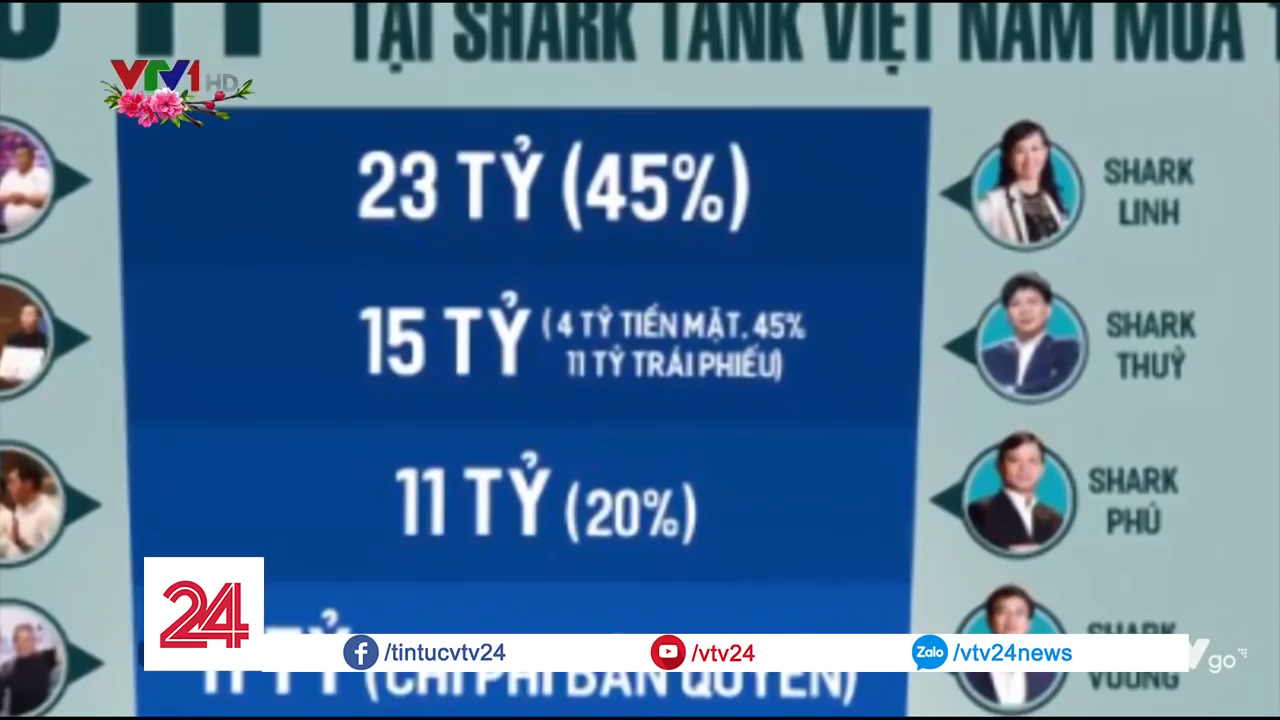 TẠI SHARK TANK VIỆT NAM MÙA
VTV1 HD
23 TỶ (45%)
SHARK
LINH
15 TỶ ( 4 TỶ TIỀN MẶT, 45%
11 TỶ TRÁI PHIẾU)
SHARK
THUỶ
11 TỶ (20%)
SHARK
PHÚ
11 TỶ (CHI PHÍ BẢN QUYỀN)
SHARK
VƯƠNG
24
/tintucvtv24
/vtv24
Zalo /vtv24news
go